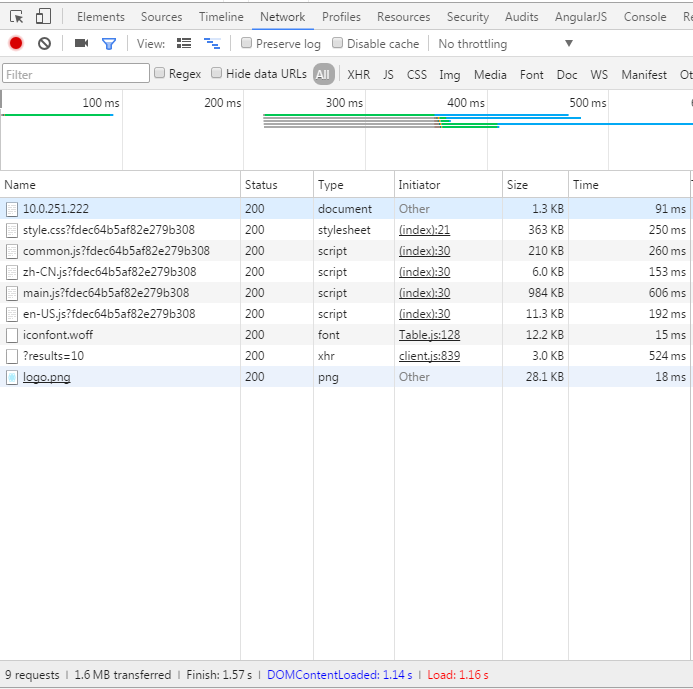 Elements Sources Timeline Network Profiles Resources Security Audits AngularJS Console Re
View: Preserve log Disable cache No throttling
Filter Regex Hide data URLs All XHR JS CSS Img Media Font Doc WS Manifest Ot
100 ms 200 ms 300 ms 400 ms 500 ms
Name Status Type Initiator Size Time
10.0.251.222 200 document Other 1.3 KB 91 ms
style.css?fdec64b5af82e279b308 200 stylesheet (index):21 363 KB 250 ms
common.js?fdec64b5af82e279b308 200 script (index):30 210 KB 260 ms
zh-CN.js?fdec64b5af82e279b308 200 script (index):30 6.0 KB 153 ms
main.js?fdec64b5af82e279b308 200 script (index):30 984 KB 606 ms
en-US.js?fdec64b5af82e279b308 200 script (index):30 11.3 KB 192 ms
iconfont.woff 200 font Table.js:128 12.2 KB 15 ms
?results=10 200 xhr client.js:839 3.0 KB 524 ms
logo.png 200 png Other 28.1 KB 18 ms
9 requests | 1.6 MB transferred | Finish: 1.57 s | DOMContentLoaded: 1.14 s | Load: 1.16 s